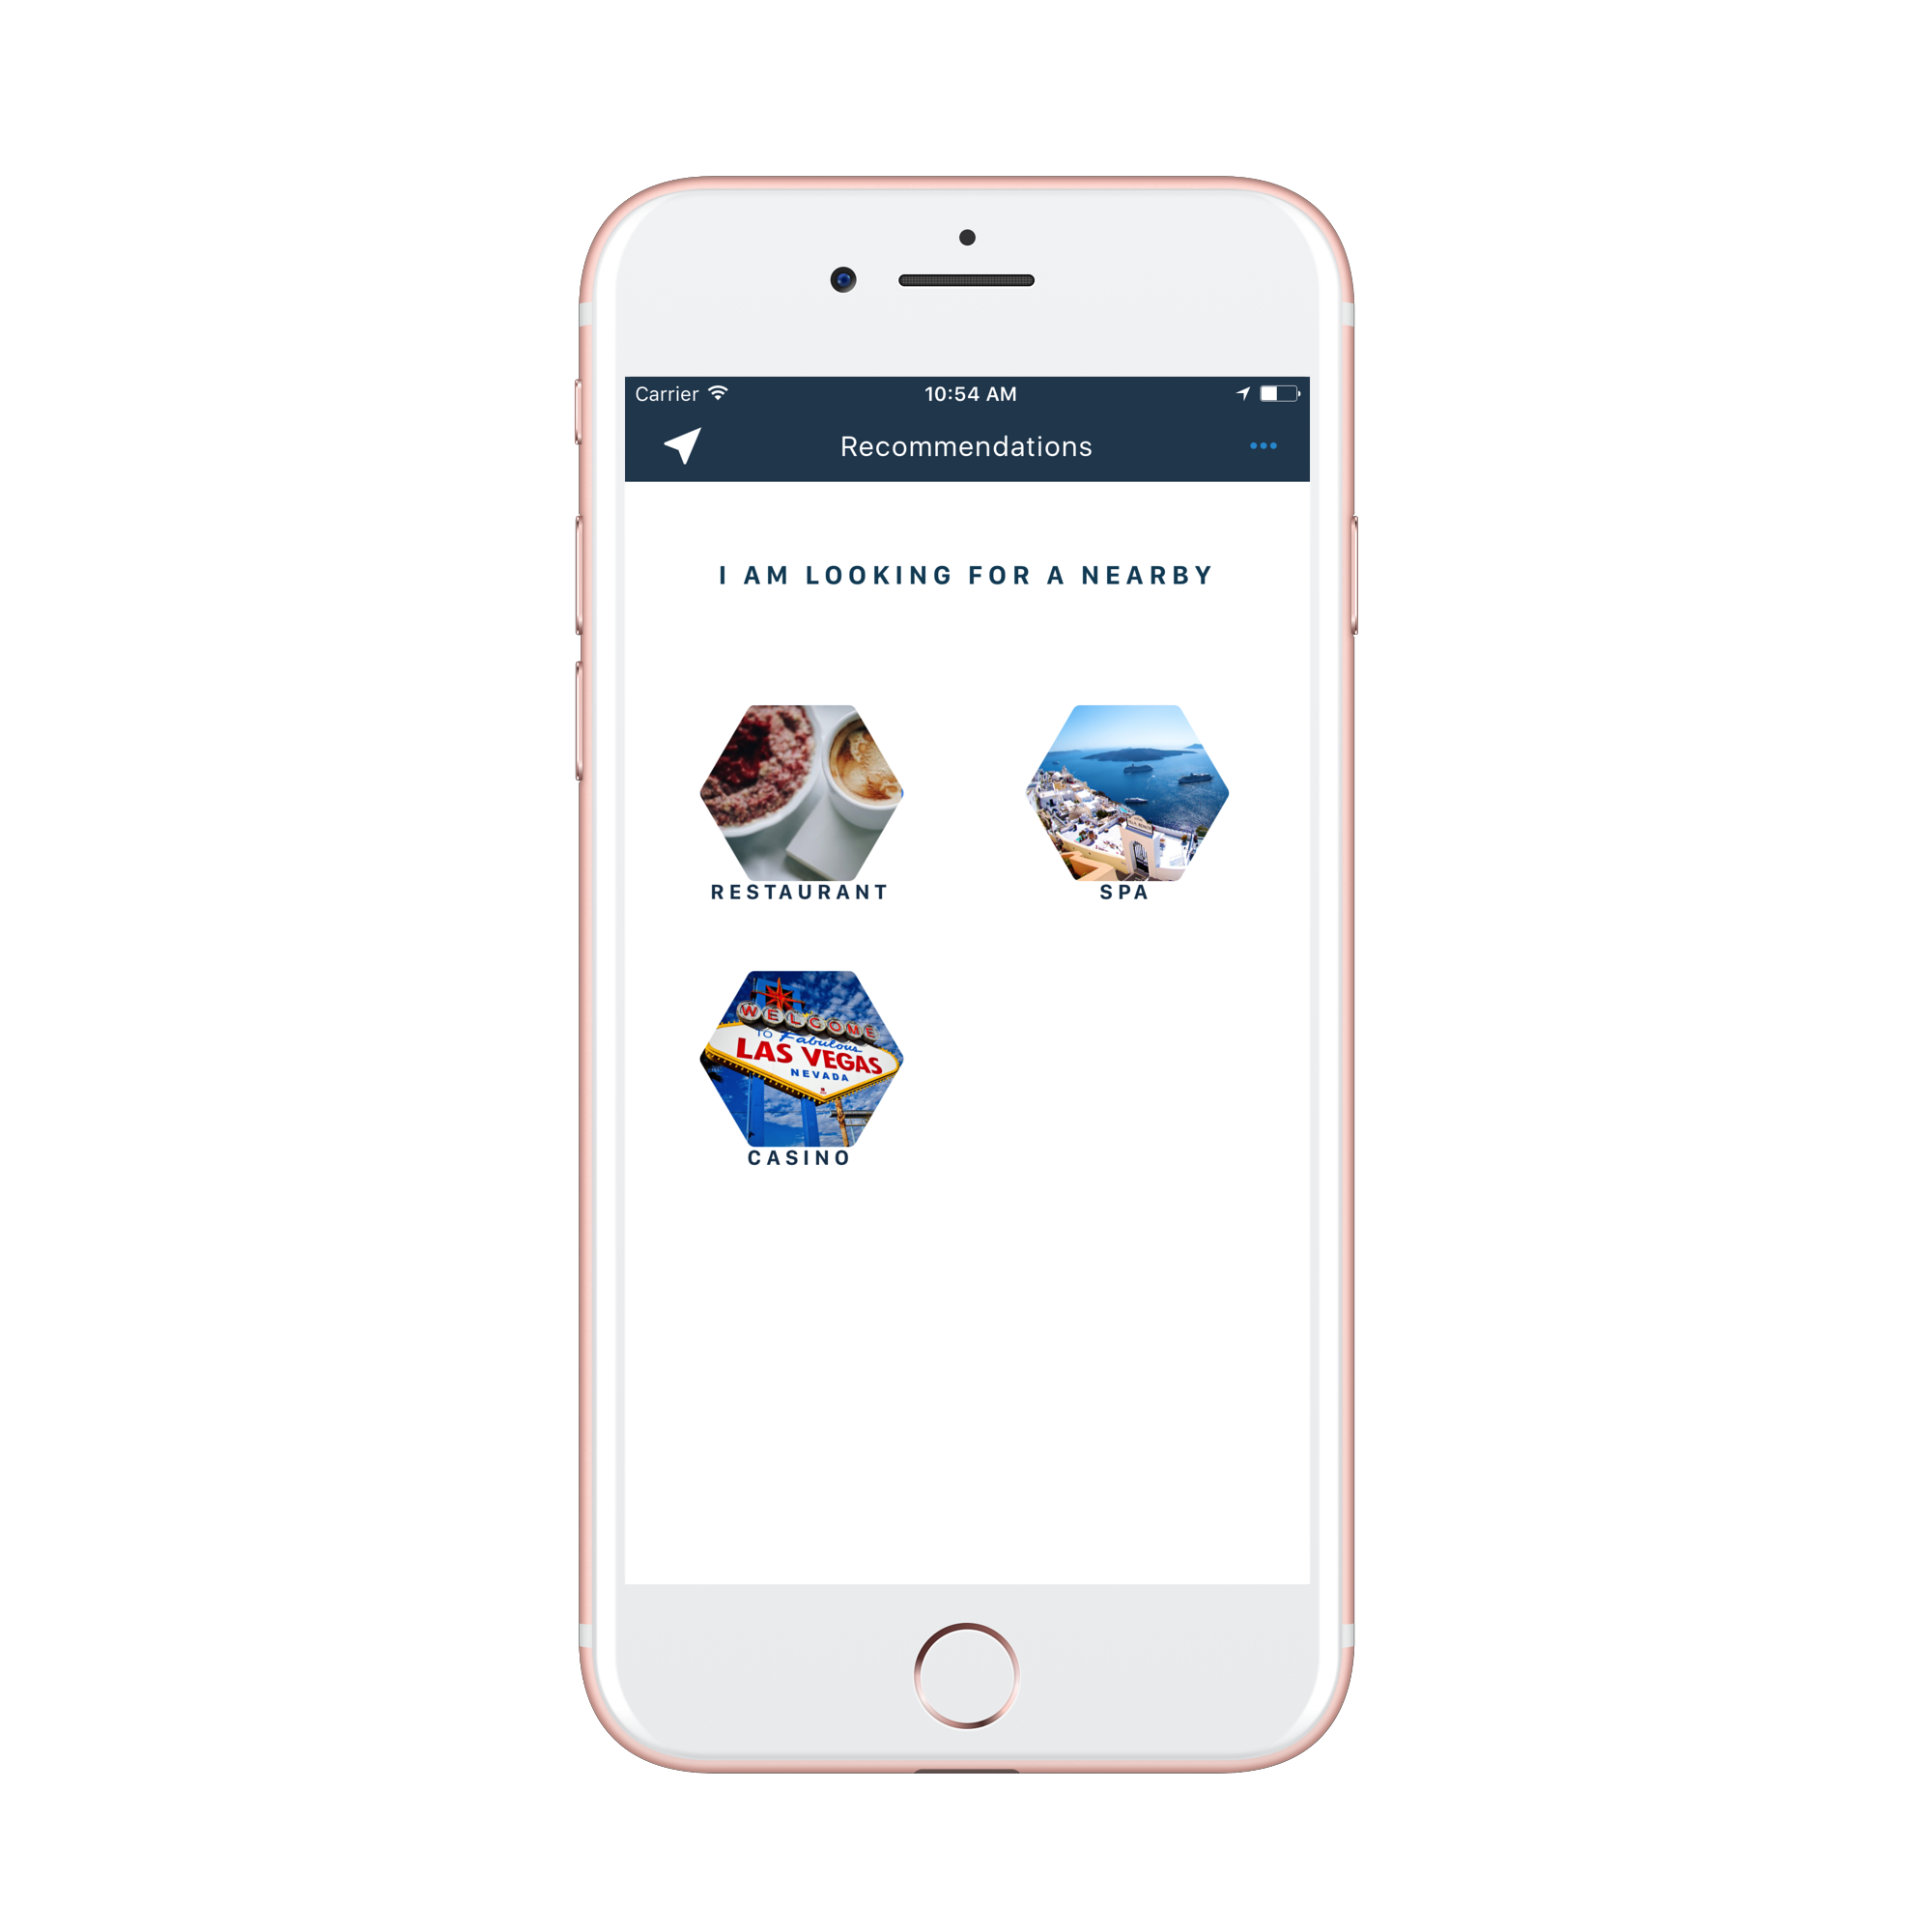 Carrier 10:54 AM
Recommendations
I AM LOOKING FOR A NEARBY
RESTAURANT SPA
WELCOME
TO Fabulous
LAS VEGAS
NEVADA
CASINO